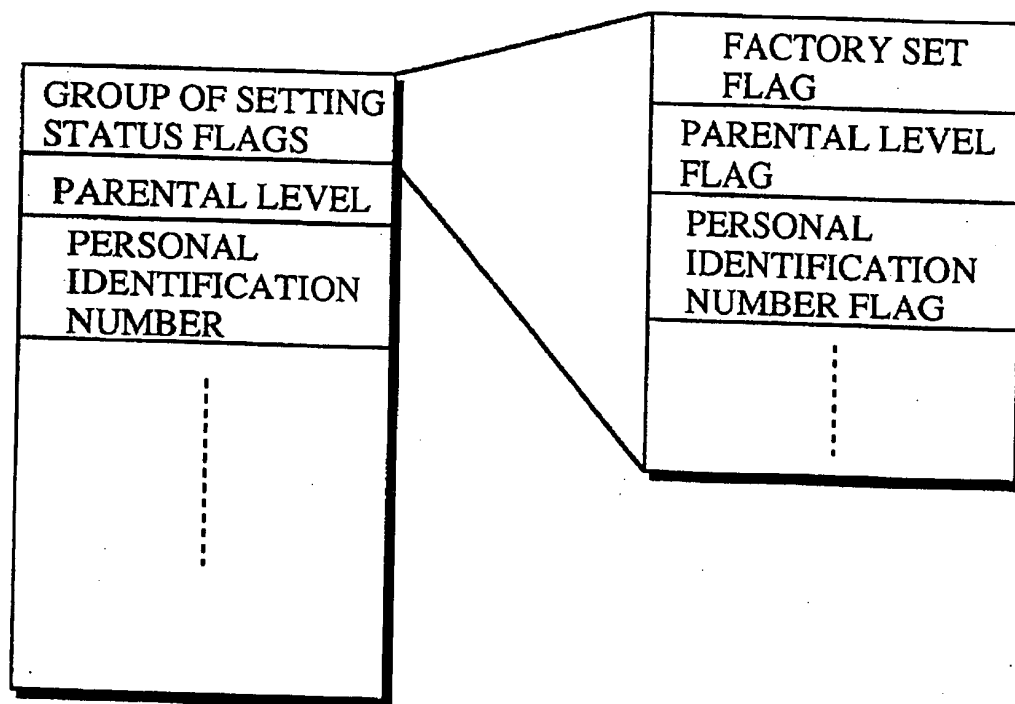 GROUP OF SETTING
STATUS FLAGS
PARENTAL LEVEL
PERSONAL
IDENTIFICATION
NUMBER
FACTORY SET
FLAG
PARENTAL LEVEL
FLAG
PERSONAL
IDENTIFICATION
NUMBER FLAG